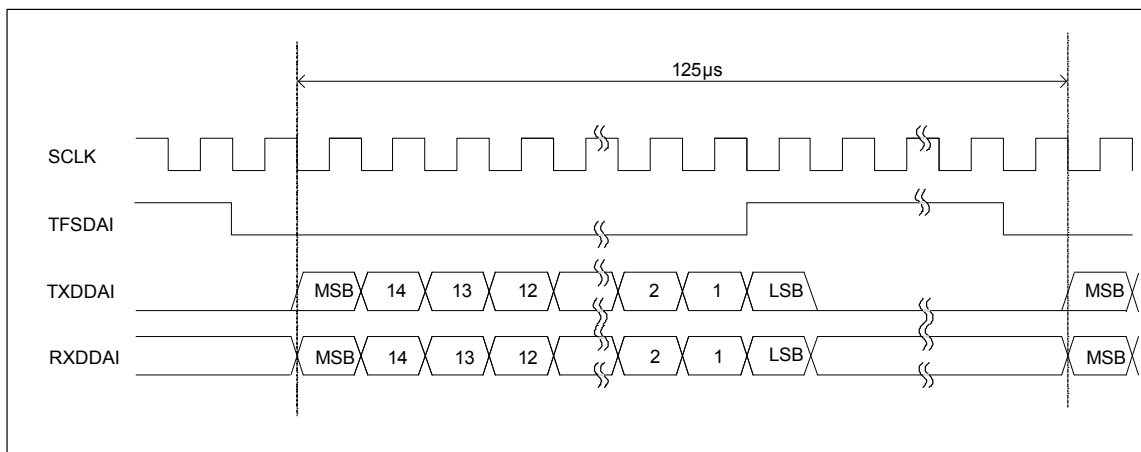 125µs
SCLK
TFSDAI
TXDDAI MSB 14 13 12 2 1 LSB MSB
RXDDAI MSB 14 13 12 2 1 LSB MSB